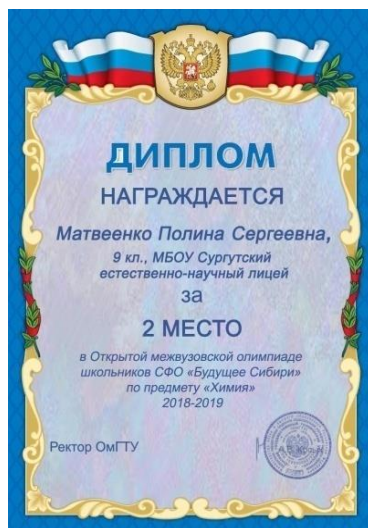 ДИПЛОМ
НАГРАЖДАЕТСЯ
Матвеенко Полина Сергеевна,
9 кл., МБОУ Сургутский
естественно-научный лицей
за
2 МЕСТО
в Открытой межвузовской олимпиаде
школьников СФО «Будущее Сибири»
по предмету «Химия»
2018-2019
Ректор ОмГТУ